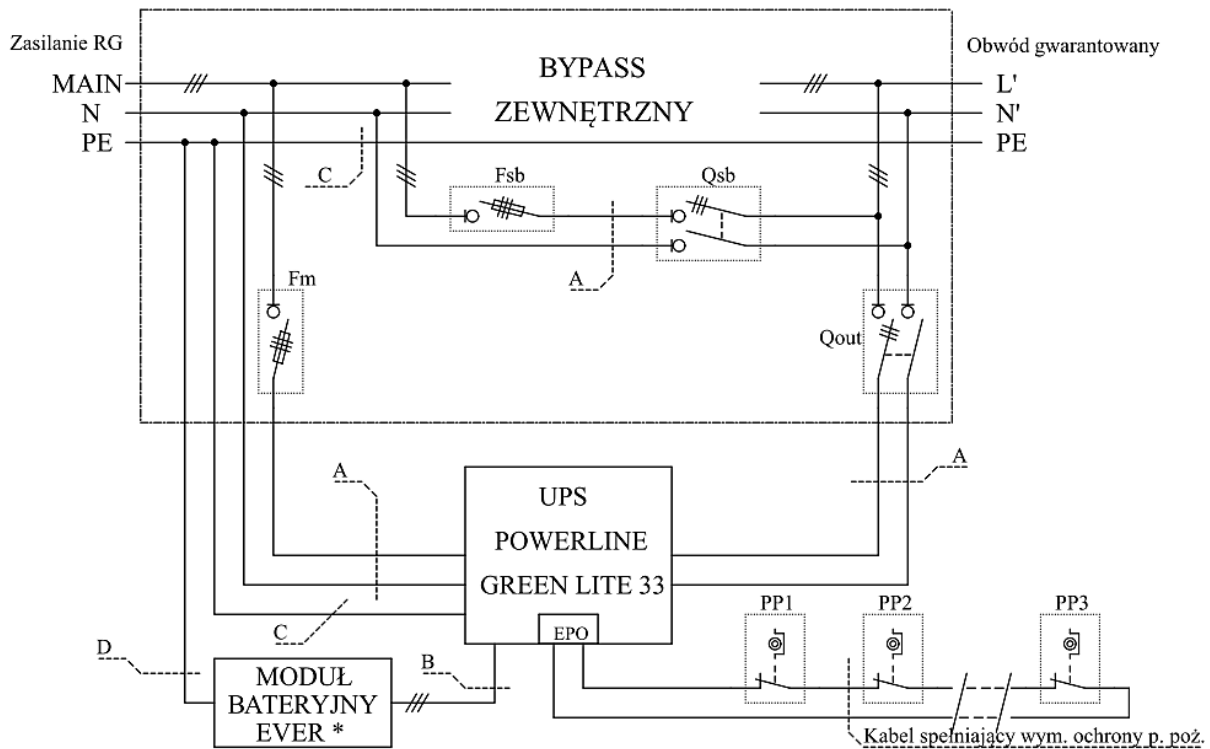 Zasilanie RG
Obwód gwarantowany
MAIN
BYPASS
L'
N
ZEWNĘTRZNY
N'
PE
PE
C
Fsb
Qsb
A
Fm
Qout
A
A
UPS
POWERLINE
GREEN LITE 33
PP1
PP2
PP3
EPO
C
D
B
MODUŁ
BATERYJNY
EVER *
Kabel spełniający wym. ochrony p. poż.